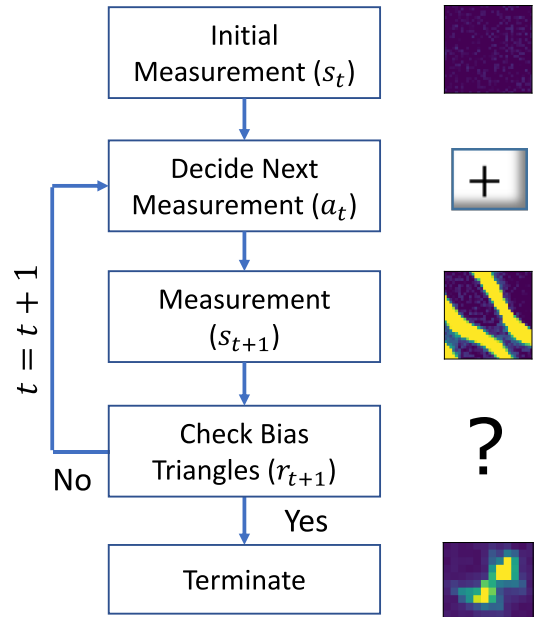 Initial
Measurement (s_t)
Decide Next
Measurement (a_t)
Measurement
(s_{t+1})
t = t + 1
Check Bias
Triangles (r_{t+1})
?
No
Yes
Terminate